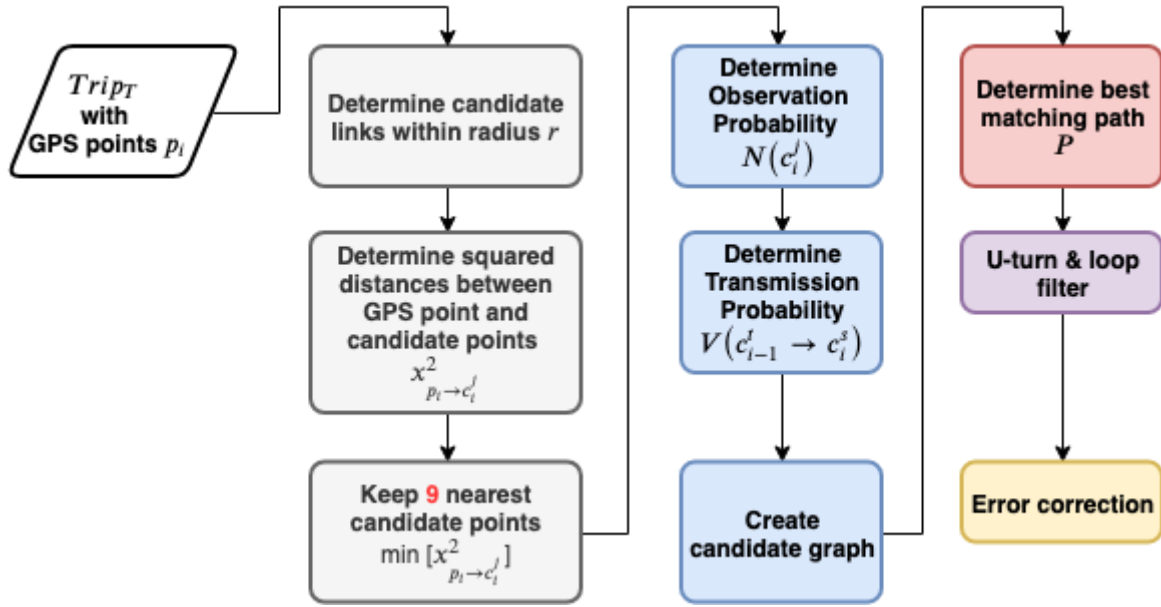 Trip_T
with
GPS points p_i
Determine candidate
links within radius r
Determine squared
distances between
GPS point and
candidate points
x^2_{p_i→c_i^j}
Keep 9 nearest
candidate points
min [x^2_{p_i→c_i^j}]
Determine
Observation
Probability
N(c_i^j)
Determine
Transmission
Probability
V(c_{i-1}^t → c_i^s)
Create
candidate graph
Determine best
matching path
P
U-turn & loop
filter
Error correction